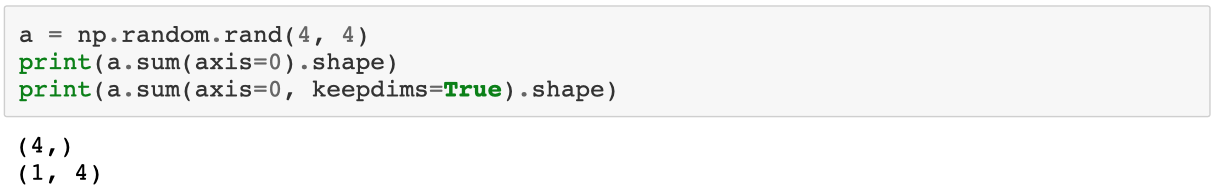 a = np.random.rand(4, 4)
print(a.sum(axis=0).shape)
print(a.sum(axis=0, keepdims=True).shape)
(4,)
(1, 4)